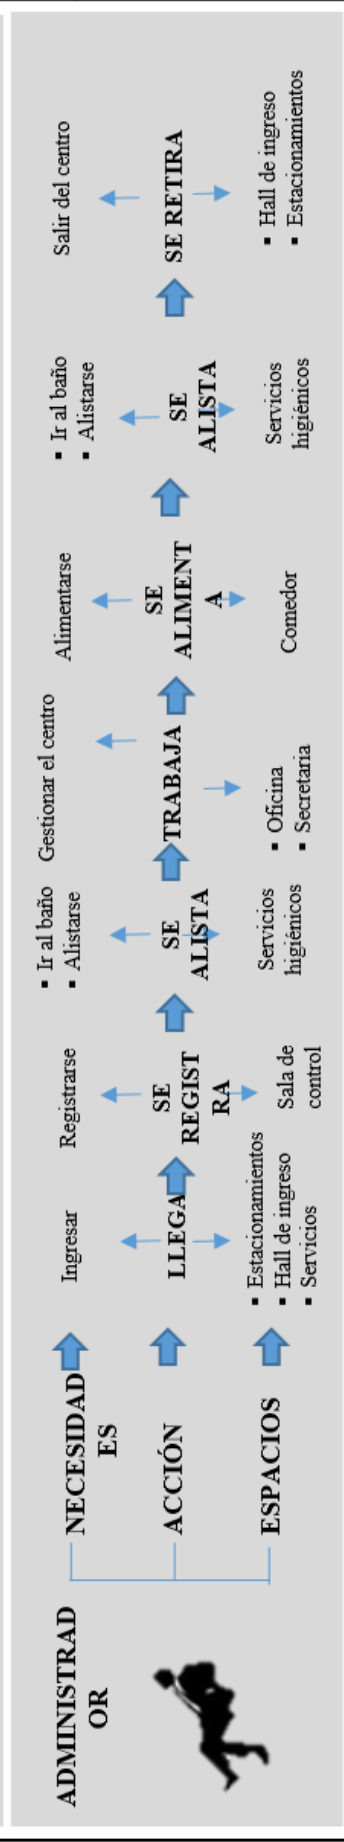 ADMINISTRAD
OR
NECESIDAD
ES
ACCIÓN
ESPACIOS
Ingresar
LLEGA
▪ Estacionamientos
▪ Hall de ingreso
▪ Servicios
Registrarse
SE
REGIST
RA
Sala de
control
▪ Ir al baño
▪ Alistarse
SE
ALISTA
Servicios
higiénicos
Gestionar el centro
TRABAJA
▪ Oficina
▪ Secretaria
Alimentarse
SE
ALIMENT
A
Comedor
▪ Ir al baño
▪ Alistarse
SE
ALISTA
Servicios
higiénicos
Salir del centro
SE RETIRA
▪ Hall de ingreso
▪ Estacionamientos